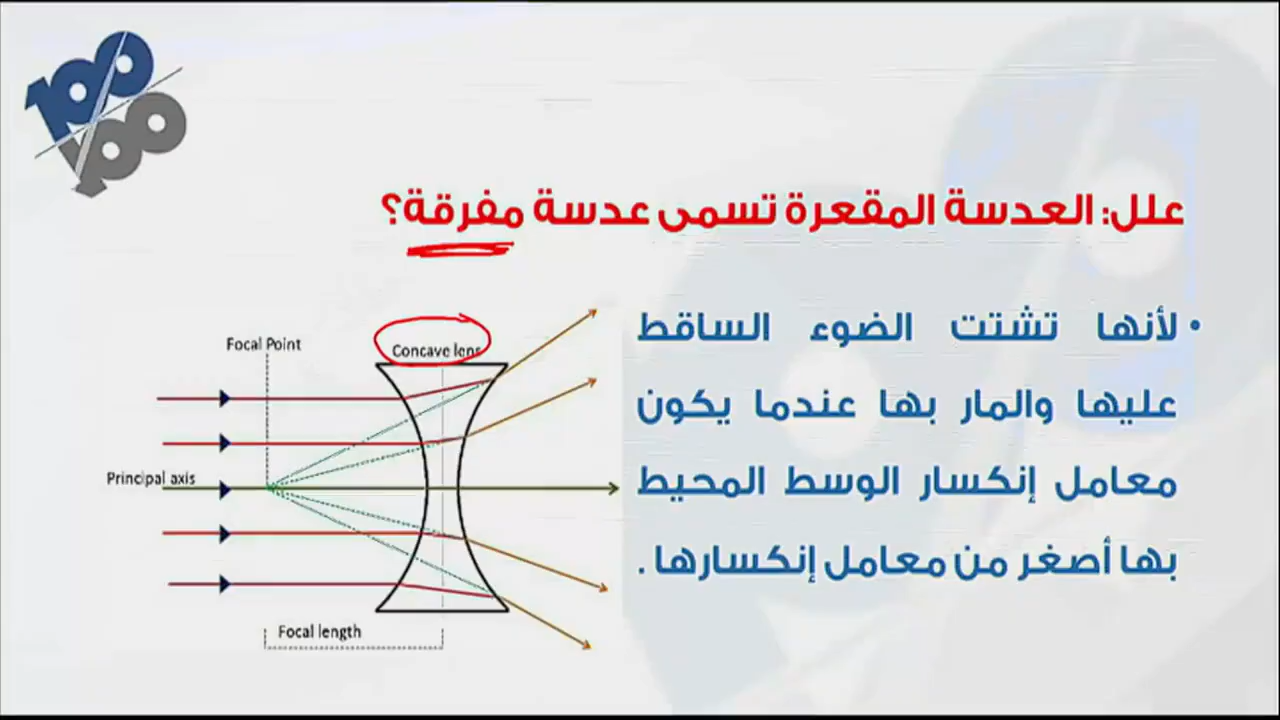 100
100
علل: العدسة المقعرة تسمى عدسة مفرقة؟
• لأنها تشتت الضوء الساقط
عليها والمار بها عندما يكون
معامل إنكسار الوسط المحيط
بها أصغر من معامل إنكسارها .
Focal Point
Concave lens
Principal axis
Focal length